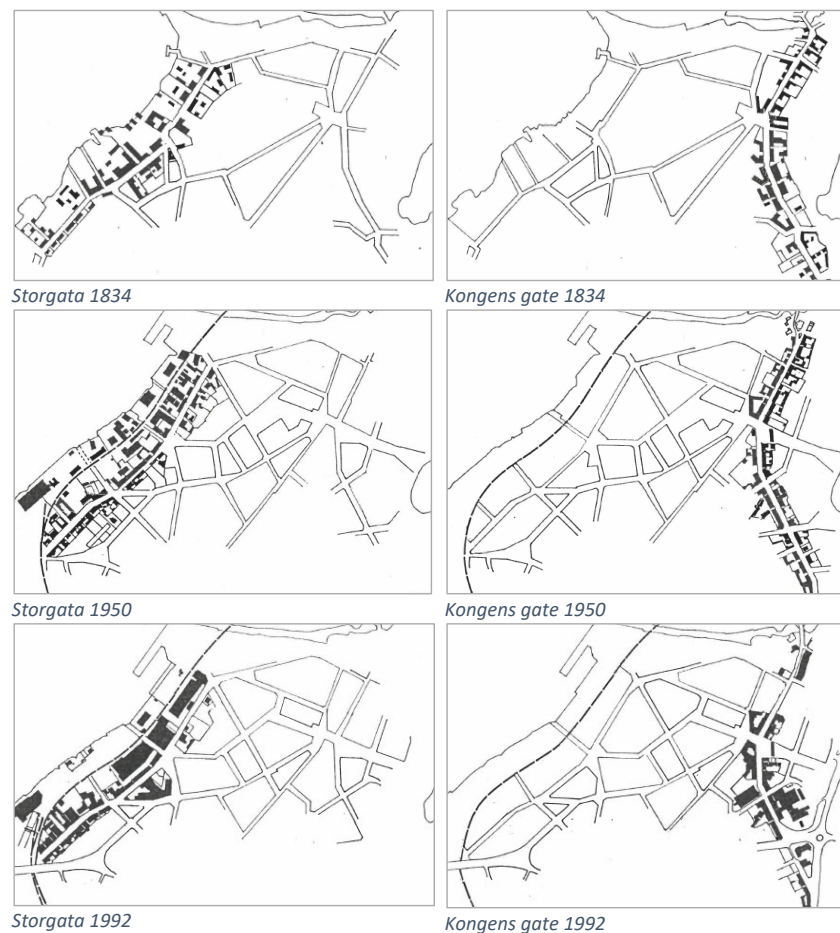 Storgata 1834
Kongens gate 1834
Storgata 1950
Kongens gate 1950
Storgata 1992
Kongens gate 1992